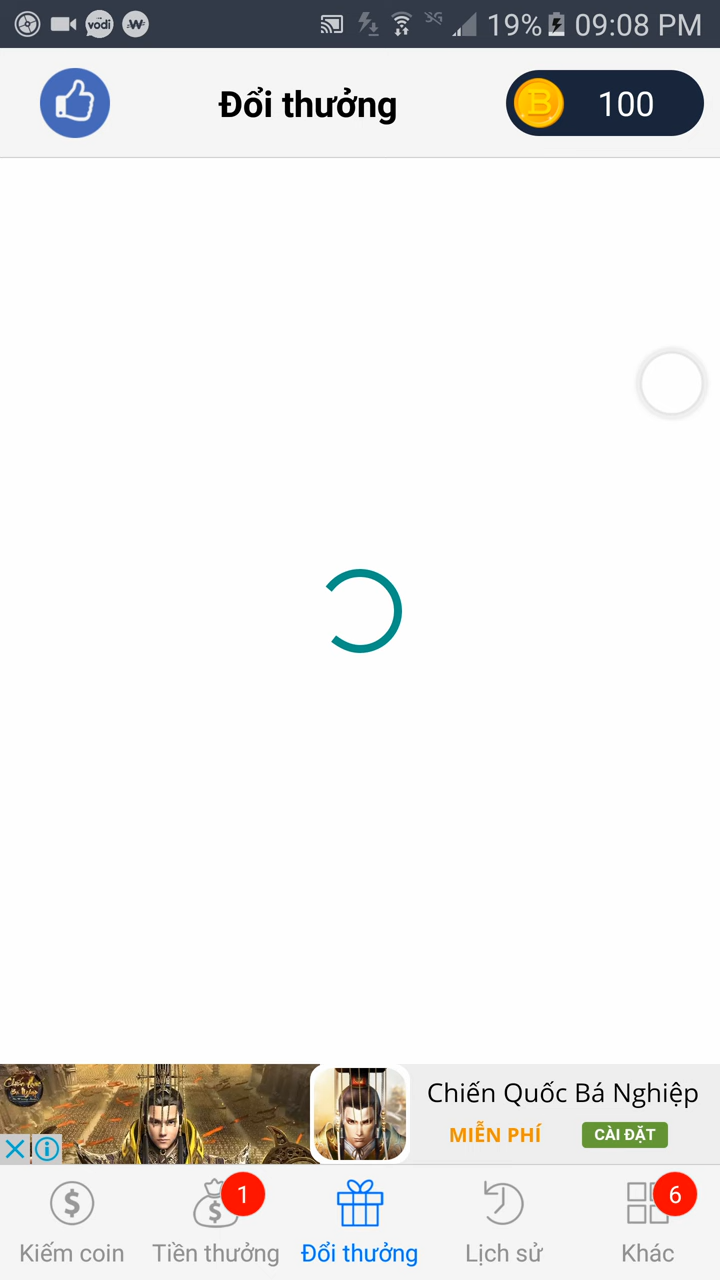 vodi
19%
09:08 PM
Đổi thưởng
100
Chiến Quốc Bá Nghiệp
MIỄN PHÍ
CÀI ĐẶT
1
6
Kiếm coin
Tiền thưởng
Đổi thưởng
Lịch sử
Khác